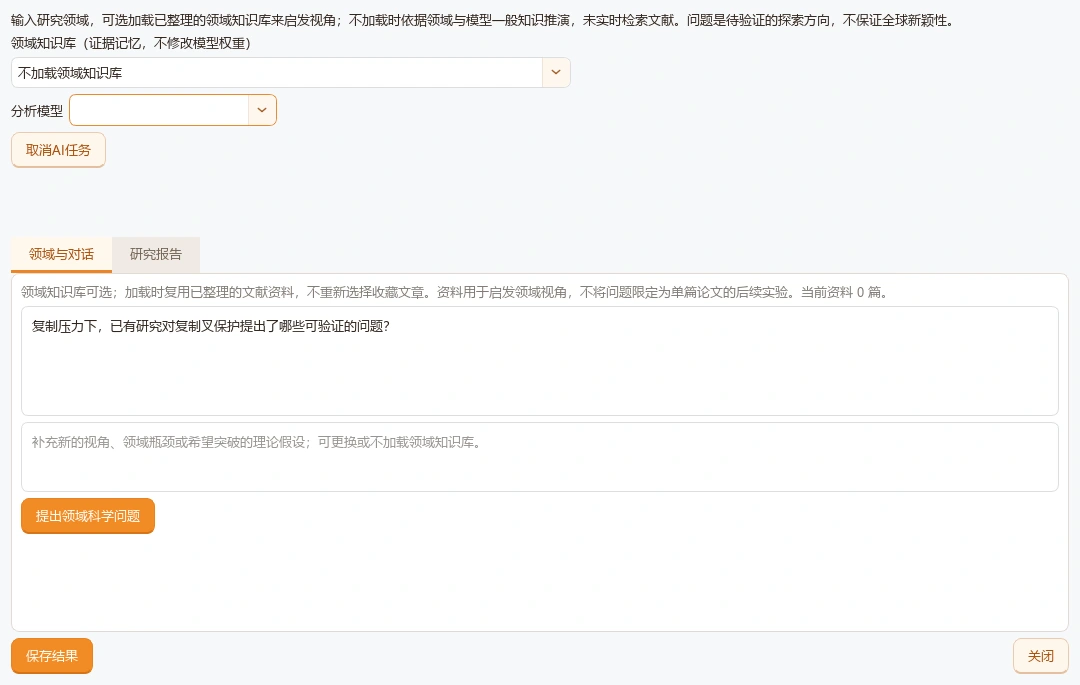 输入研究领域，可选加载已整理的领域知识库来启发视角；不加载时依据领域与模型一般知识推演，未实时检索文献。问题是待验证的探索方向，不保证全球新颖性。
领域知识库（证据记忆，不修改模型权重）
不加载领域知识库
分析模型
取消AI任务
领域与对话 研究报告
领域知识库可选；加载时复用已整理的文献资料，不重新选择收藏文章。资料用于启发领域视角，不将问题限定为单篇论文的后续实验。当前资料 0 篇。
复制压力下，已有研究对复制叉保护提出了哪些可验证的问题？
补充新的视角、领域瓶颈或希望突破的理论假设；可更换或不加载领域知识库。
提出领域科学问题
保存结果 关闭